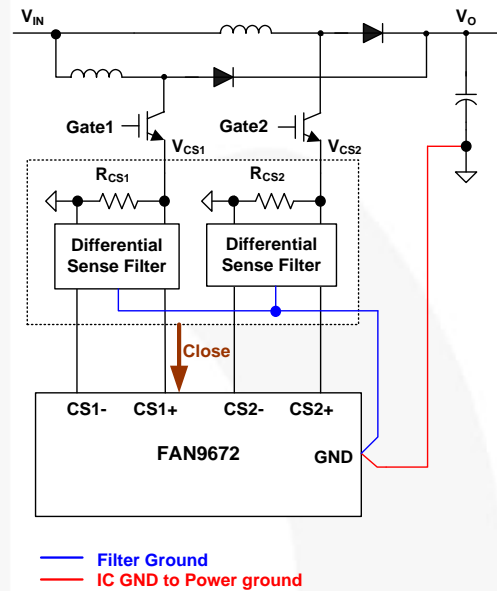 VIN
VO
Gate1
Gate2
VCS1
VCS2
RCS1
RCS2
Differential
Sense Filter
Differential
Sense Filter
Close
CS1-
CS1+
CS2-
CS2+
FAN9672
GND
Filter Ground
IC GND to Power ground